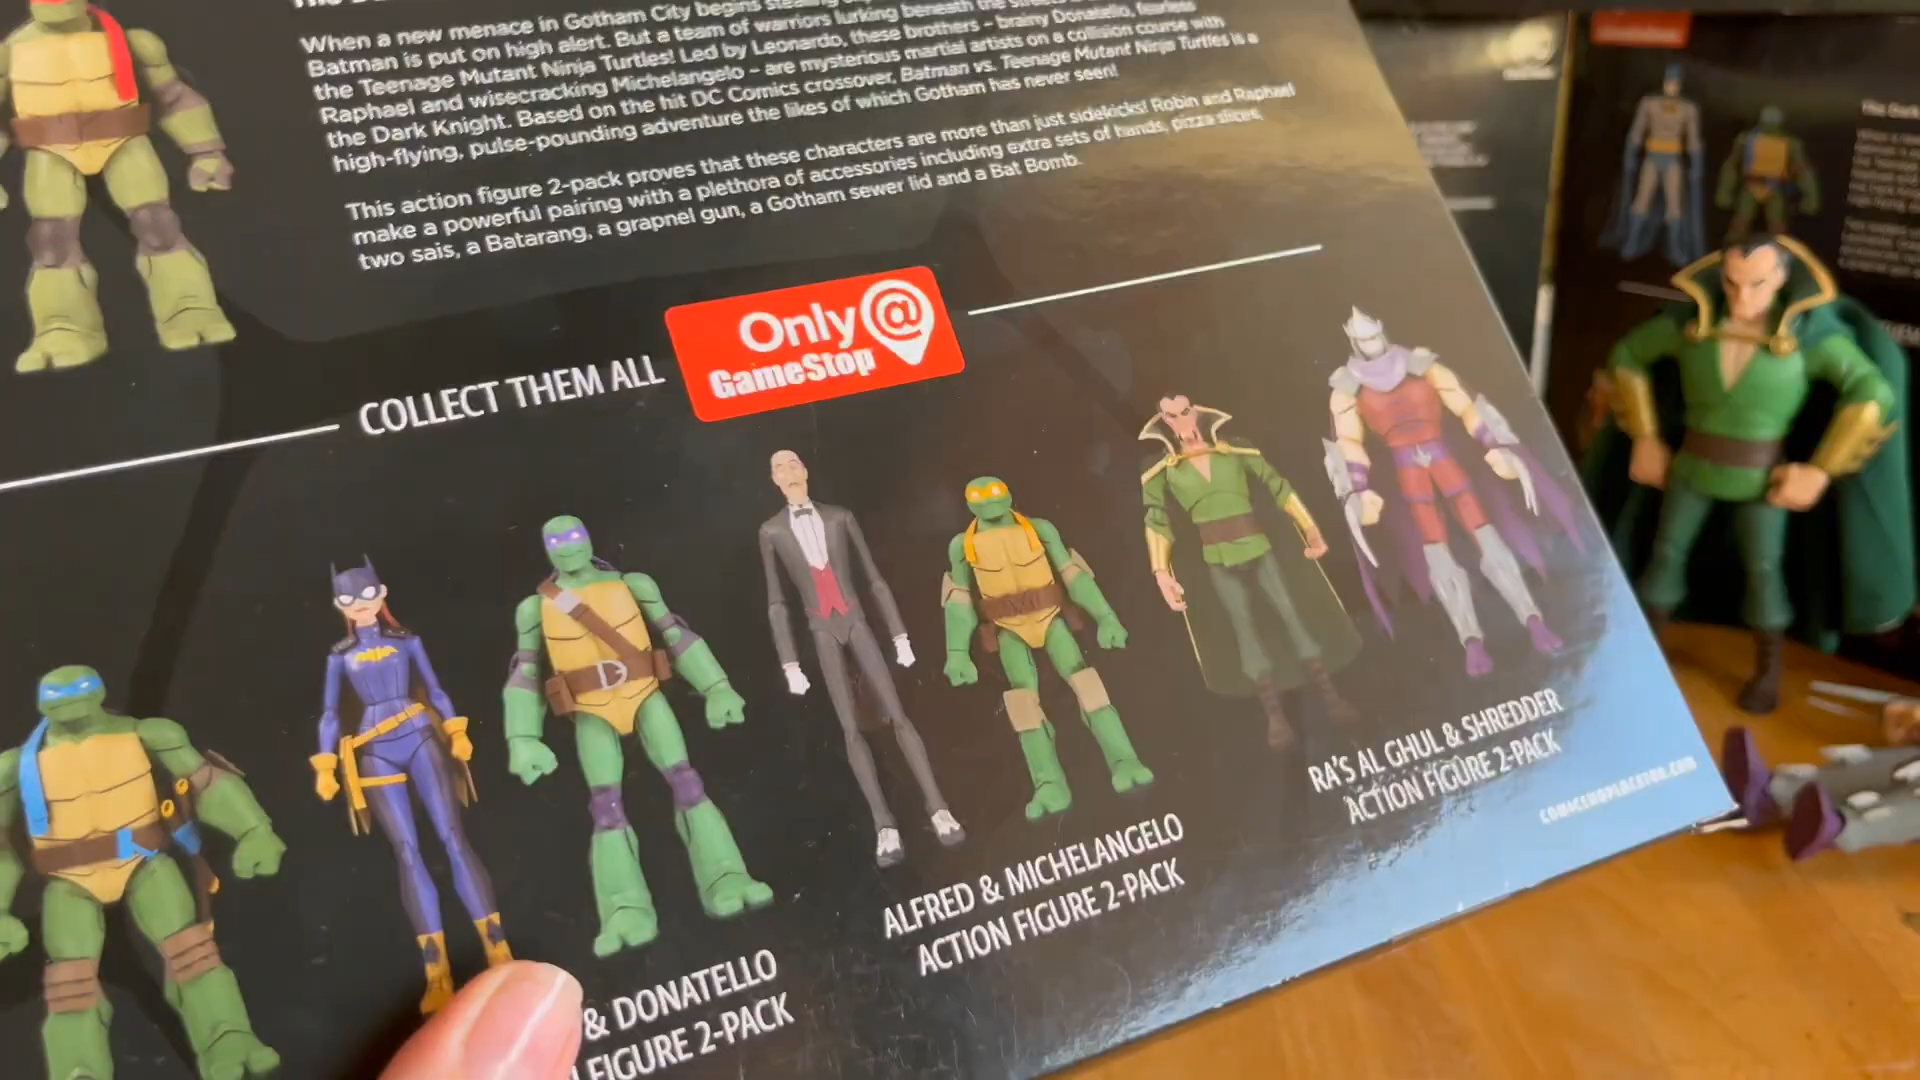 When a new menace in Gotham City begins
Batman is put on high alert. But a team of warriors lurking beneath the
the Teenage Mutant Ninja Turtles! Led by Leonardo, these brothers – brainy Donatello, fearless
Raphael and wisecracking Michelangelo – are mysterious martial artists on a collision course with
the Dark Knight. Based on the hit DC Comics crossover, Batman vs. Teenage Mutant Ninja Turtles is a
high-flying, pulse-pounding adventure the likes of which Gotham has never seen!
This action figure 2-pack proves that these characters are more than just sidekicks! Robin and Raphael
make a powerful pairing with a plethora of accessories including extra sets of hands, pizza slices,
two sais, a Batarang, a grapnel gun, a Gotham sewer lid and a Bat Bomb.
COLLECT THEM ALL
Only @
GameStop
& DONATELLO
FIGURE 2-PACK
ALFRED & MICHELANGELO
ACTION FIGURE 2-PACK
RA'S AL GHUL & SHREDDER
ACTION FIGURE 2-PACK